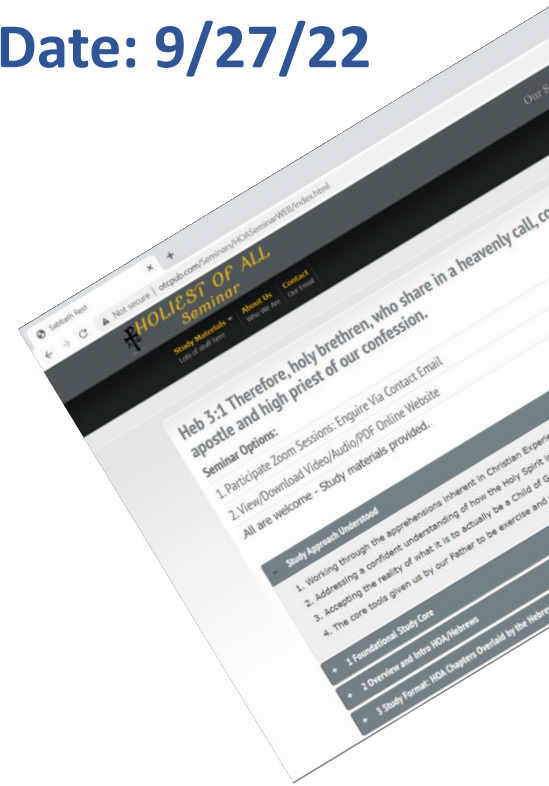 Date: 9/27/22
Our S
Sabbath Rest
Not secure | otcpub.com/Seminars/HOASeminarWEB/index.html
HOLIEST OF ALL
Seminar
Study Materials
Lots of stuff here
About Us
Who We Are
Contact
Our Email
Heb 3:1 Therefore, holy brethren, who share in a heavenly call, co
apostle and high priest of our confession.
Seminar Options:
1. Participate Zoom Sessions: Enquire Via Contact Email
2. View/Download Video/Audio/PDF Online Website
All are welcome - Study materials provided.
- Study Approach Understood
1. Working through the apprehensions inherent in Christian Experie
2. Addressing a confident understanding of how the Holy Spirit i
3. Accepting the reality of what it is to actually be a Child of G
4. The core tools given us by our Father to be exercise and
+ 1 Foundational Study Core
+ 2 Overview and Intro HOA/Hebrews
+ 3 Study Format: HOA Chapters Overlaid by the Hebre